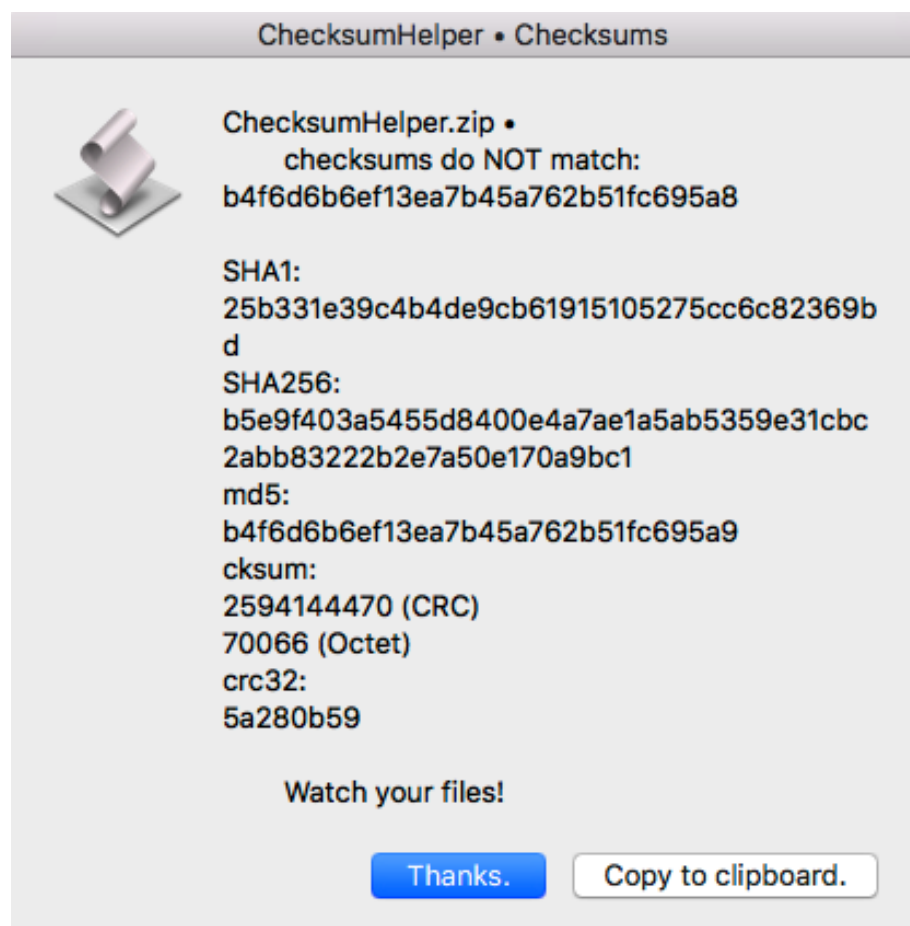 ChecksumHelper • Checksums
ChecksumHelper.zip •
checksums do NOT match:
b4f6d6b6ef13ea7b45a762b51fc695a8
SHA1:
25b331e39c4b4de9cb61915105275cc6c82369b
d
SHA256:
b5e9f403a5455d8400e4a7ae1a5ab5359e31cbc
2abb83222b2e7a50e170a9bc1
md5:
b4f6d6b6ef13ea7b45a762b51fc695a9
cksum:
2594144470 (CRC)
70066 (Octet)
crc32:
5a280b59
Watch your files!
Thanks.
Copy to clipboard.